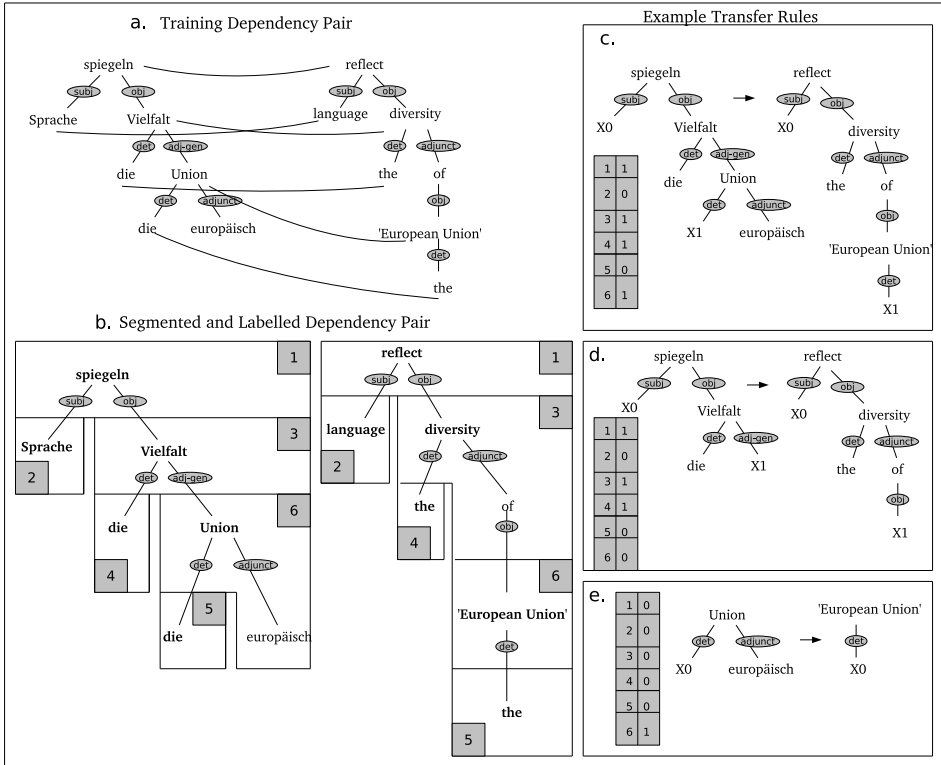 a. Training Dependency Pair
spiegeln reflect
subj obj subj obj
Sprache Vielfalt language diversity
det adj-gen det adjunct
die Union the of
det adjunct obj
die europäisch 'European Union'
det
the
b. Segmented and Labelled Dependency Pair
1
spiegeln
subj obj
3
Sprache
Vielfalt
2
det adj-gen
6
die Union
4
det adjunct
5
die europäisch
1
reflect
subj obj
3
language diversity
2
det adjunct
the of
obj
4
6
'European Union'
det
the
5
Example Transfer Rules
c.
spiegeln reflect
subj obj subj obj
X0 Vielfalt X0 diversity
det adj-gen det adjunct
die Union the of
det adjunct obj
X1 europäisch 'European Union'
det
X1
1 1
2 0
3 1
4 1
5 0
6 1
d.
spiegeln reflect
subj obj subj obj
X0 Vielfalt X0 diversity
det adj-gen det adjunct
die X1 the of
obj
X1
1 1
2 0
3 1
4 1
5 0
6 0
e.
1 0
2 0
3 0
4 0
5 0
6 1
Union 'European Union'
det adjunct det
X0 europäisch X0